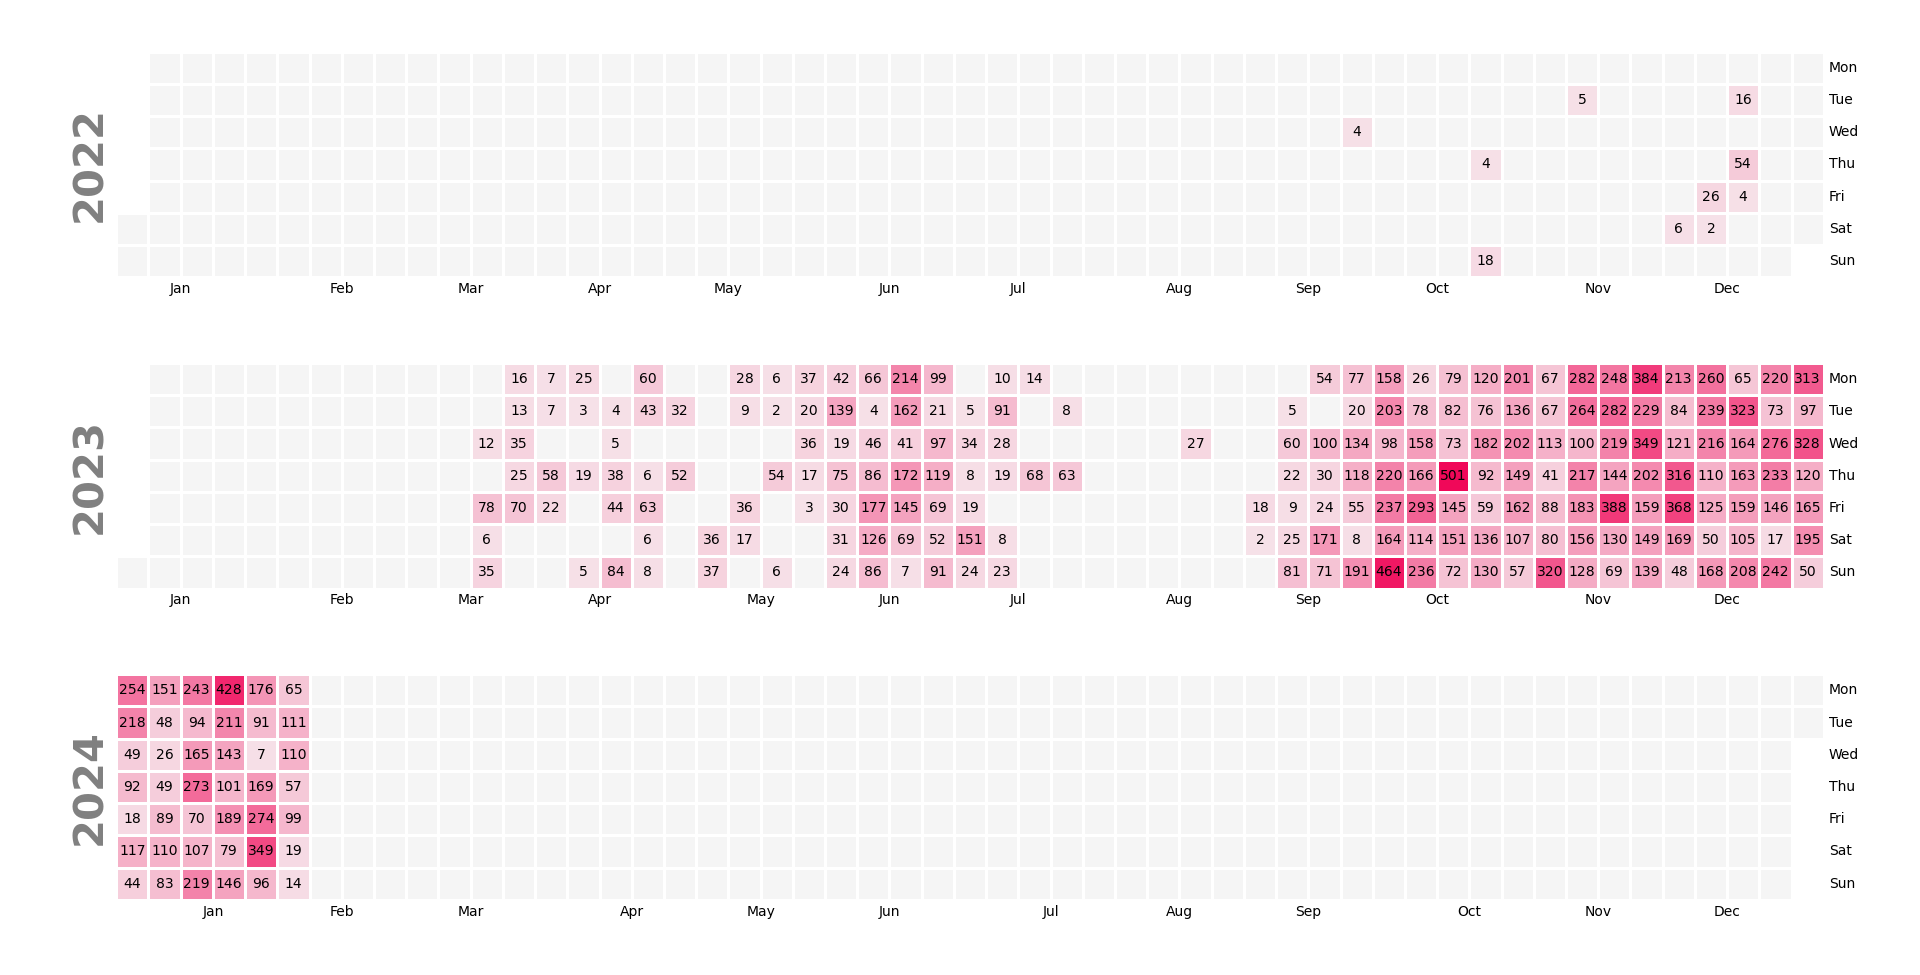 2022
Mon
5 16 Tue
4 Wed
4 54 Thu
26 4 Fri
6 2 Sat
18 Sun
Jan Feb Mar Apr May Jun Jul Aug Sep Oct Nov Dec
2023
16 7 25 60 28 6 37 42 66 214 99 10 14 54 77 158 26 79 120 201 67 282 248 384 213 260 65 220 313 Mon
13 7 3 4 43 32 9 2 20 139 4 162 21 5 91 8 5 20 203 78 82 76 136 67 264 282 229 84 239 323 73 97 Tue
12 35 5 36 19 46 41 97 34 28 27 60 100 134 98 158 73 182 202 113 100 219 349 121 216 164 276 328 Wed
25 58 19 38 6 52 54 17 75 86 172 119 8 19 68 63 22 30 118 220 166 501 92 149 41 217 144 202 316 110 163 233 120 Thu
78 70 22 44 63 36 3 30 177 145 69 19 18 9 24 55 237 293 145 59 162 88 183 388 159 368 125 159 146 165 Fri
6 6 36 17 31 126 69 52 151 8 2 25 171 8 164 114 151 136 107 80 156 130 149 169 50 105 17 195 Sat
35 5 84 8 37 6 24 86 7 91 24 23 81 71 191 464 236 72 130 57 320 128 69 139 48 168 208 242 50 Sun
Jan Feb Mar Apr May Jun Jul Aug Sep Oct Nov Dec
2024
254 151 243 428 176 65 Mon
218 48 94 211 91 111 Tue
49 26 165 143 7 110 Wed
92 49 273 101 169 57 Thu
18 89 70 189 274 99 Fri
117 110 107 79 349 19 Sat
44 83 219 146 96 14 Sun
Jan Feb Mar Apr May Jun Jul Aug Sep Oct Nov Dec